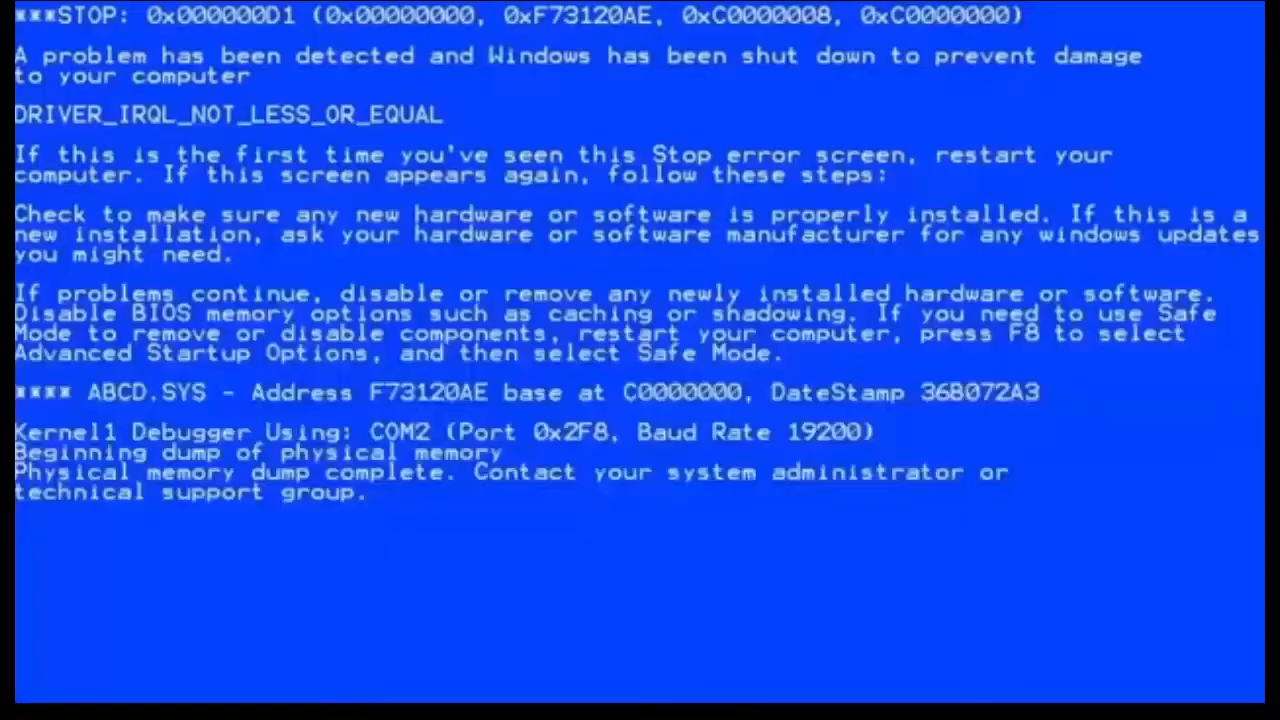 ***STOP: 0x000000D1 (0x00000000, 0xF73120AE, 0xC0000008, 0xC0000000)
A problem has been detected and Windows has been shut down to prevent damage
to your computer
DRIVER_IRQL_NOT_LESS_OR_EQUAL
If this is the first time you've seen this Stop error screen, restart your
computer. If this screen appears again, follow these steps:
Check to make sure any new hardware or software is properly installed. If this is a
new installation, ask your hardware or software manufacturer for any windows updates
you might need.
If problems continue, disable or remove any newly installed hardware or software.
Disable BIOS memory options such as caching or shadowing. If you need to use Safe
Mode to remove or disable components, restart your computer, press F8 to select
Advanced Startup Options, and then select Safe Mode.
**** ABCD.SYS - Address F73120AE base at C0000000, DateStamp 36B072A3
Kernel1 Debugger Using: COM2 (Port 0x2F8, Baud Rate 19200)
Beginning dump of physical memory
Physical memory dump complete. Contact your system administrator or
technical support group.